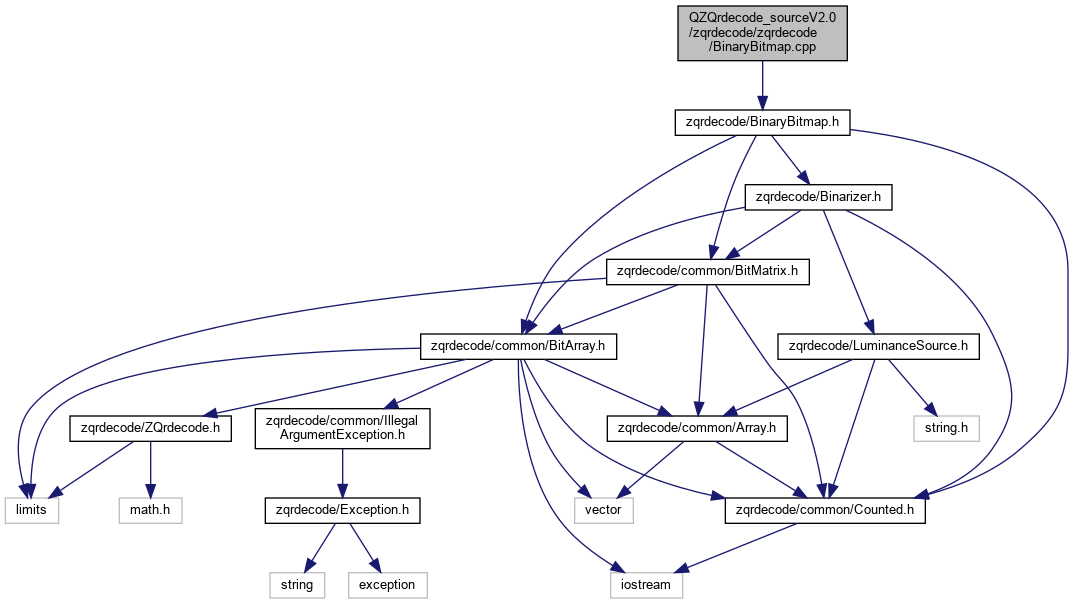 QZQrdecode_sourceV2.0
/zqrdecode/zqrdecode
/BinaryBitmap.cpp
zqrdecode/BinaryBitmap.h
zqrdecode/Binarizer.h
zqrdecode/common/BitMatrix.h
zqrdecode/common/BitArray.h
zqrdecode/LuminanceSource.h
zqrdecode/ZQrdecode.h
zqrdecode/common/Illegal
ArgumentException.h
zqrdecode/common/Array.h
string.h
limits
math.h
zqrdecode/Exception.h
vector
zqrdecode/common/Counted.h
string
exception
iostream